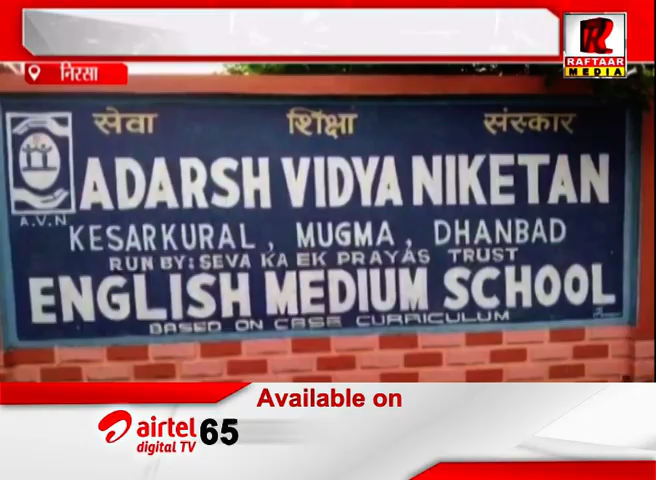 RAFTAAR
MEDIA
निरसा
सेवा शिक्षा संस्कार
A.V.N
ADARSH VIDYA NIKETAN
KESARKURAL, MUGMA, DHANBAD
RUN BY: SEVA KA EK PRAYAS TRUST
ENGLISH MEDIUM SCHOOL
BASED ON CBSE CURRICULUM
Available on
airtel 65
digital TV